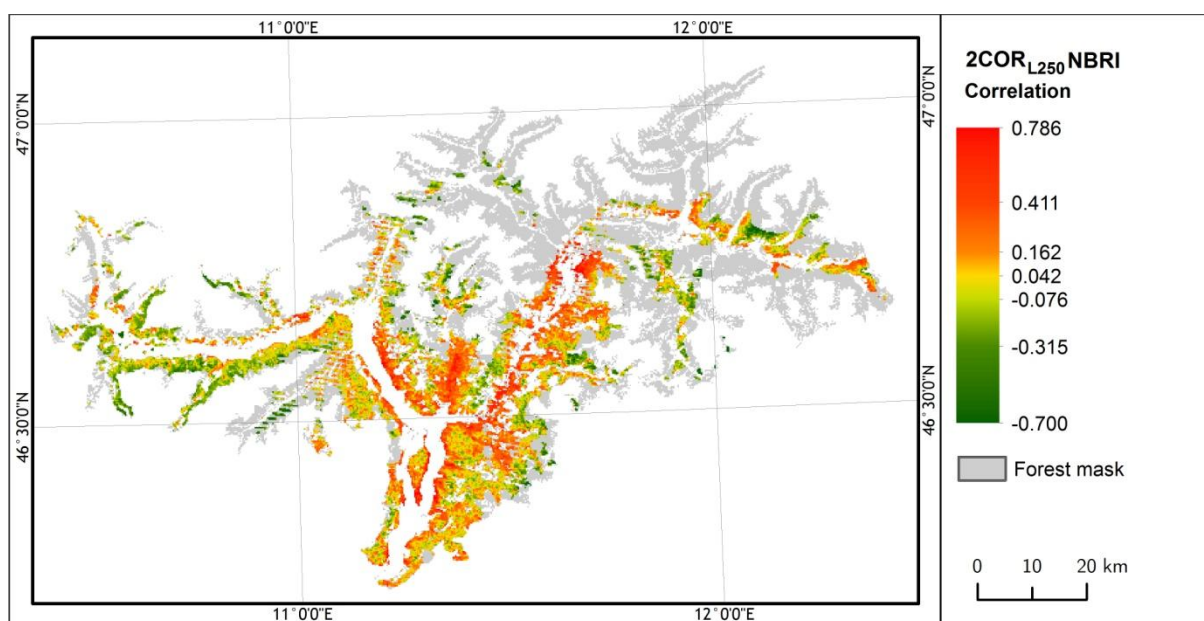 11°0'0"E
12°0'0"E
47°0'0"N
47°0'0"N
46°30'0"N
46°30'0"N
11°0'0"E
12°0'0"E
2COR_L250 NBRI
Correlation
0.786
0.411
0.162
0.042
-0.076
-0.315
-0.700
Forest mask
0 10 20 km